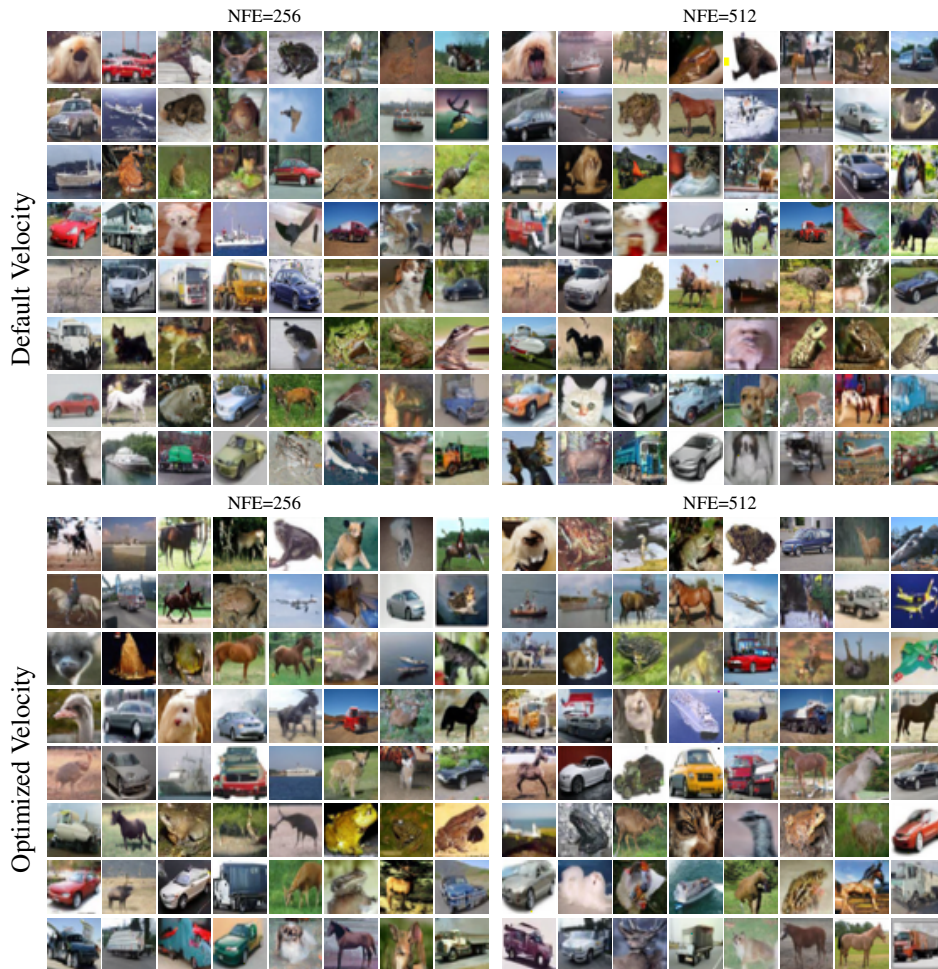 NFE=256
NFE=512
Default Velocity
NFE=256
NFE=512
Optimized Velocity